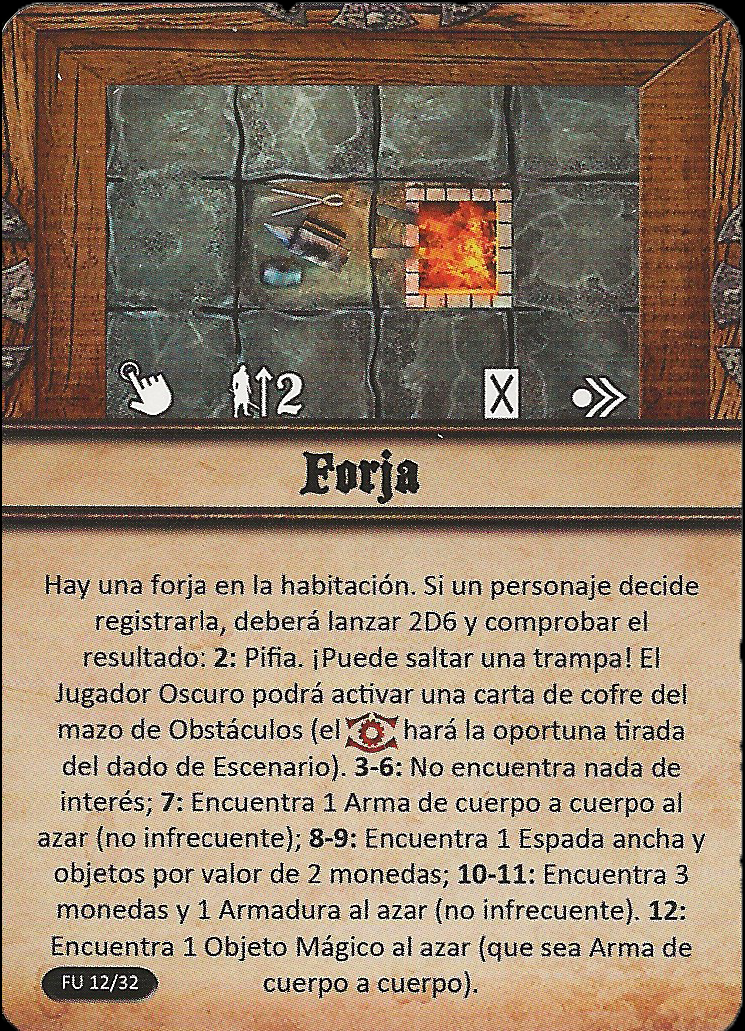 2
X
Forja
Hay una forja en la habitación. Si un personaje decide
registrarla, deberá lanzar 2D6 y comprobar el
resultado: 2: Pifia. ¡Puede saltar una trampa! El
Jugador Oscuro podrá activar una carta de cofre del
mazo de Obstáculos (el hará la oportuna tirada
del dado de Escenario). 3-6: No encuentra nada de
interés; 7: Encuentra 1 Arma de cuerpo a cuerpo al
azar (no infrecuente); 8-9: Encuentra 1 Espada ancha y
objetos por valor de 2 monedas; 10-11: Encuentra 3
monedas y 1 Armadura al azar (no infrecuente). 12:
Encuentra 1 Objeto Mágico al azar (que sea Arma de
cuerpo a cuerpo).
FU 12/32